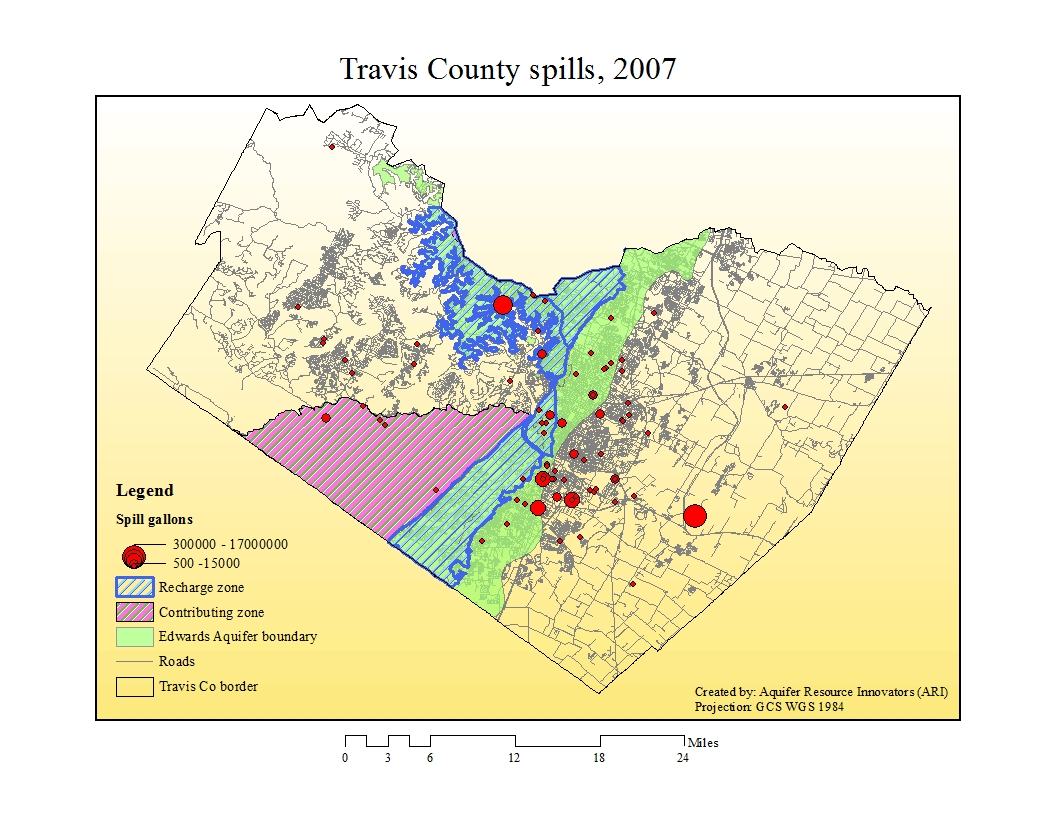 Travis County spills, 2007
Legend
Spill gallons
300000 - 17000000
500 -15000
Recharge zone
Contributing zone
Edwards Aquifer boundary
Roads
Travis Co border
Created by: Aquifer Resource Innovators (ARI)
Projection: GCS WGS 1984
Miles
0 3 6 12 18 24